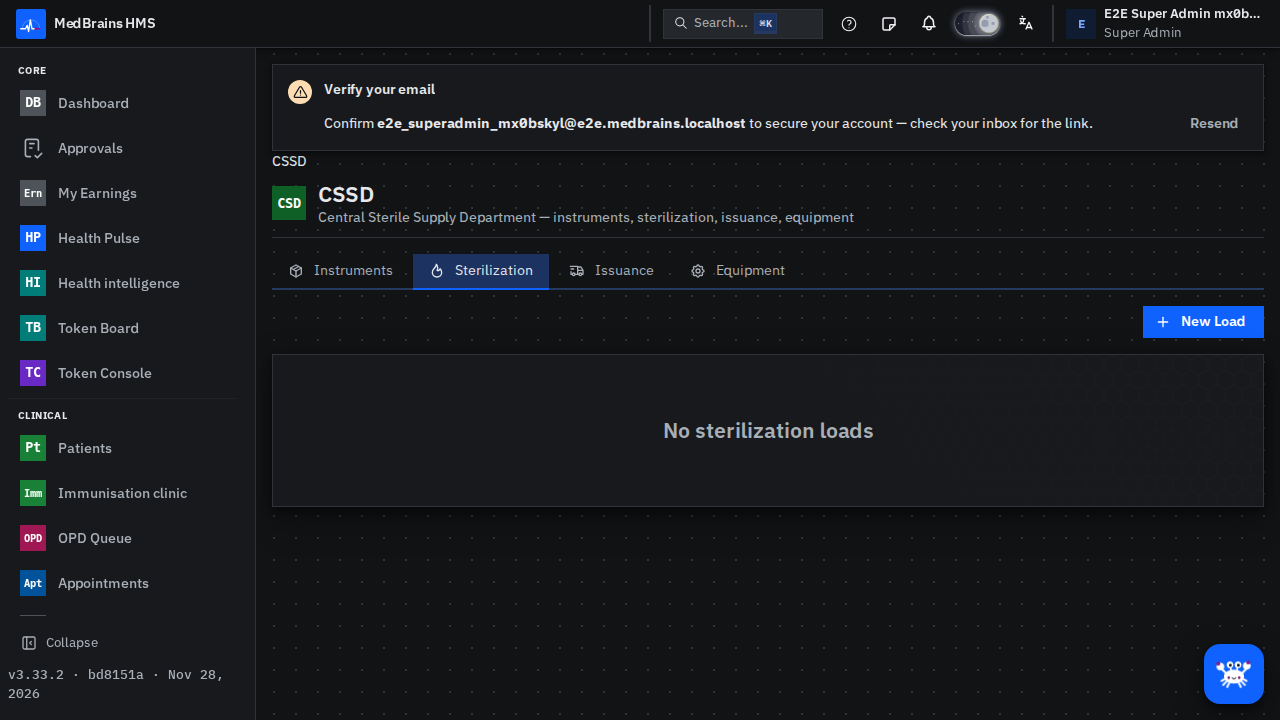 MedBrains HMS
Search...
⌘K
E
E2E Super Admin mx0b...
Super Admin
CORE
DB Dashboard
Approvals
Ern My Earnings
HP Health Pulse
HI Health intelligence
TB Token Board
TC Token Console
CLINICAL
Pt Patients
Imm Immunisation clinic
OPD OPD Queue
Apt Appointments
Collapse
v3.33.2 · bd8151a · Nov 28,
2026
Verify your email
Confirm e2e_superadmin_mx0bskyl@e2e.medbrains.localhost to secure your account — check your inbox for the link.
Resend
CSSD
CSD
CSSD
Central Sterile Supply Department — instruments, sterilization, issuance, equipment
Instruments
Sterilization
Issuance
Equipment
New Load
No sterilization loads